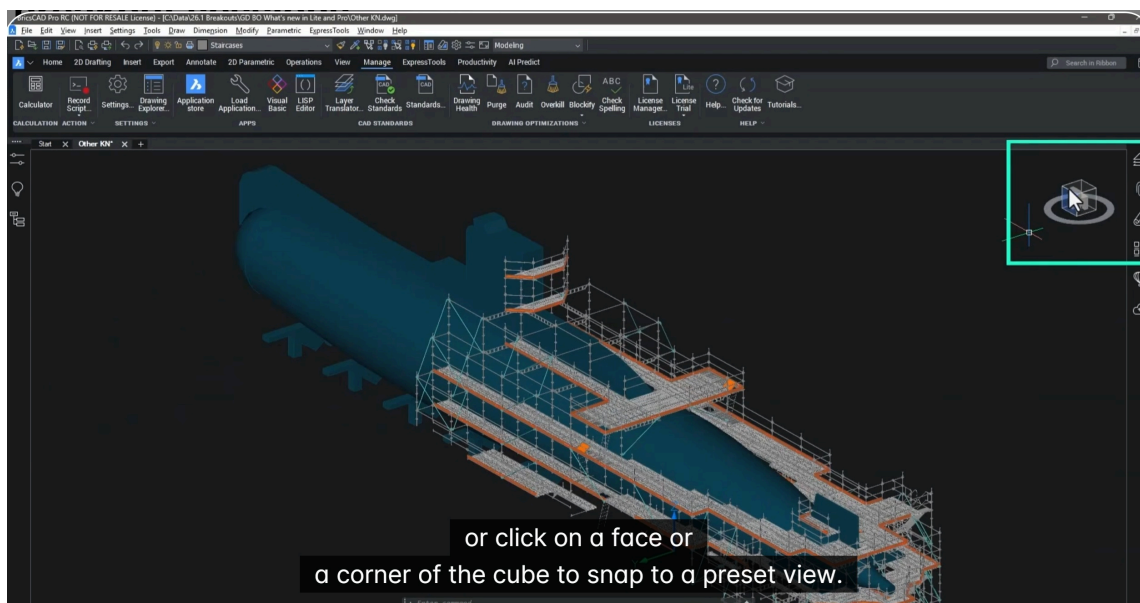 BricsCAD Pro RC (NOT FOR RESALE License) - [C:\Data\26.1 Breakouts\GD BO What's new in Lite and Pro\Other KN.dwg]
File Edit View Insert Settings Tools Draw Dimension Modify Parametric ExpressTools Window Help
Staircases Modeling
Home 2D Drafting Insert Export Annotate 2D Parametric Operations View Manage ExpressTools Productivity AI Predict Search in Ribbon
Calculator Record Script... Settings... Drawing Explorer... Application store Load Application... Visual Basic LISP Editor Layer Translator... Check Standards Standards... Drawing Health Purge Audit Overkill Blockify ABC Check Spelling License Manager... Lite License Trial Help... Check for Updates Tutorials...
CALCULATION ACTION SETTINGS APPS CAD STANDARDS DRAWING OPTIMIZATIONS LICENSES HELP
Start Other KN*
or click on a face or
a corner of the cube to snap to a preset view.